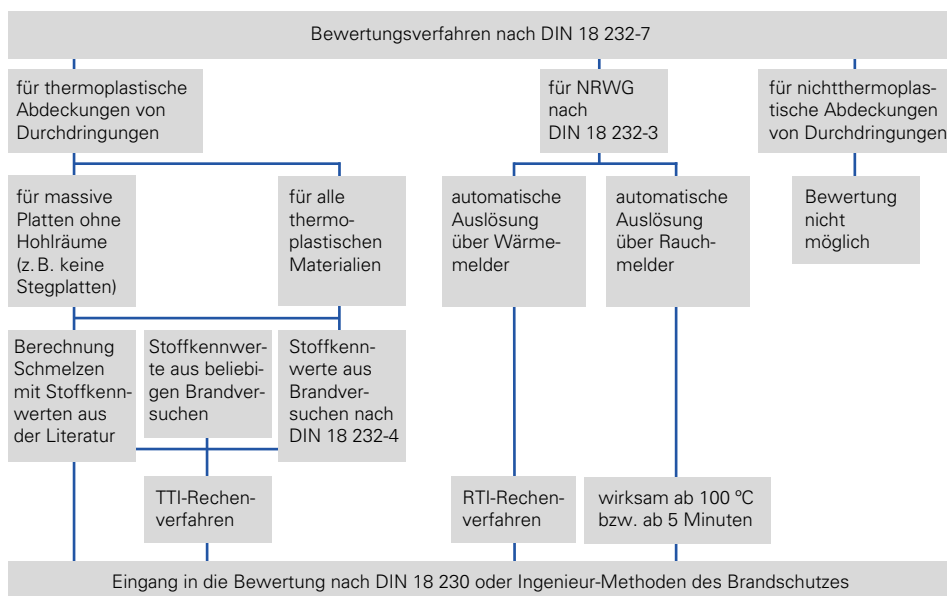 Bewertungsverfahren nach DIN 18 232-7
für thermoplastische
Abdeckungen von
Durchdringungen
für NRWG
nach
DIN 18 232-3
für nichtthermoplas-
tische Abdeckungen
von Durchdringungen
für massive
Platten ohne
Hohlräume
(z. B. keine
Stegplatten)
für alle
thermo-
plastischen
Materialien
automatische
Auslösung
über Wärme-
melder
automatische
Auslösung
über Rauch-
melder
Bewertung
nicht
möglich
Berechnung
Schmelzen
mit Stoffkenn-
werten aus
der Literatur
Stoffkennwer-
te aus beliebi-
gen Brandver-
suchen
Stoffkenn-
werte aus
Brandver-
suchen nach
DIN 18 232-4
TTI-Rechen-
verfahren
RTI-Rechen-
verfahren
wirksam ab 100 ºC
bzw. ab 5 Minuten
Eingang in die Bewertung nach DIN 18 230 oder Ingenieur-Methoden des Brandschutzes